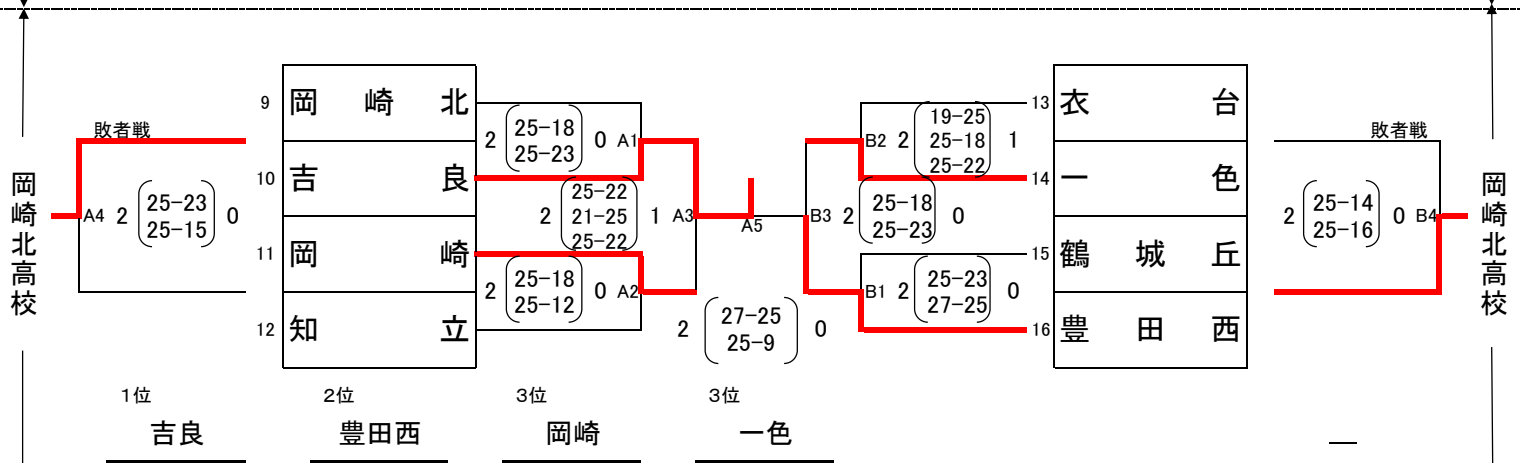 岡崎北高校
敗者戦
A4 2 25-23 0
25-15
9 岡崎北
10 吉良
11 岡崎
12 知立
2 25-18 0 A1
25-23
2 25-22 1 A3
21-25
25-22
2 25-18 0 A2
25-12
A5
2 27-25 0
25-9
B2 2 19-25 1
25-18
25-22
B3 2 25-18 0
25-23
B1 2 25-23 0
27-25
13 衣台
14 一色
15 鶴城丘
16 豊田西
敗者戦
2 25-14 0 B4
25-16
岡崎北高校
1位 2位 3位 3位
吉良 豊田西 岡崎 一色